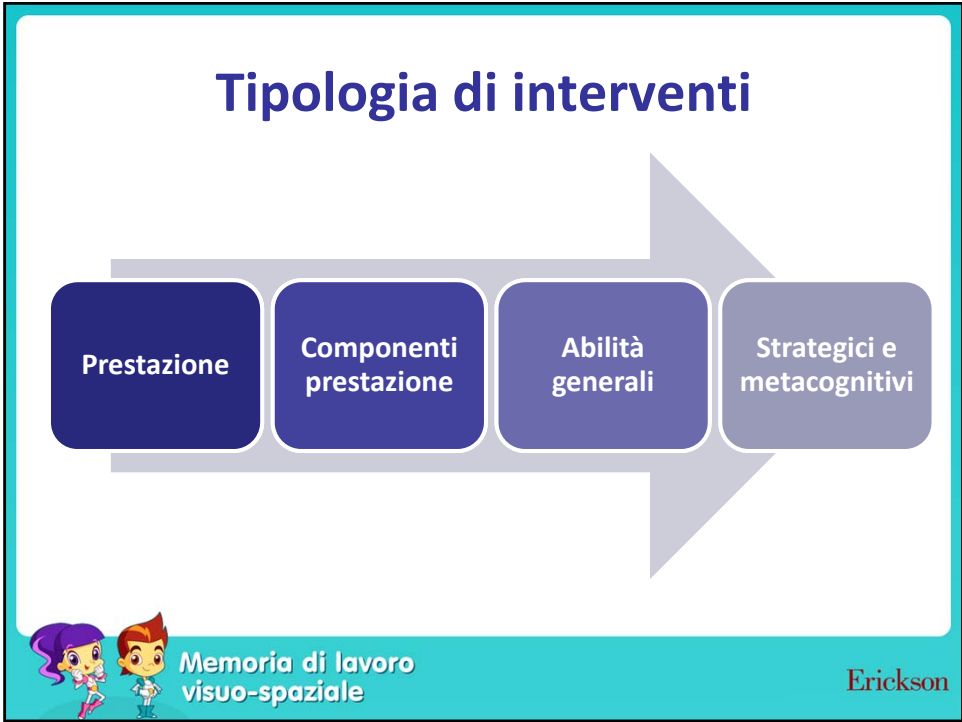 Tipologia di interventi
Prestazione
Componenti
prestazione
Abilità
generali
Strategici e
metacognitivi
Memoria di lavoro
visuo-spaziale
Erickson